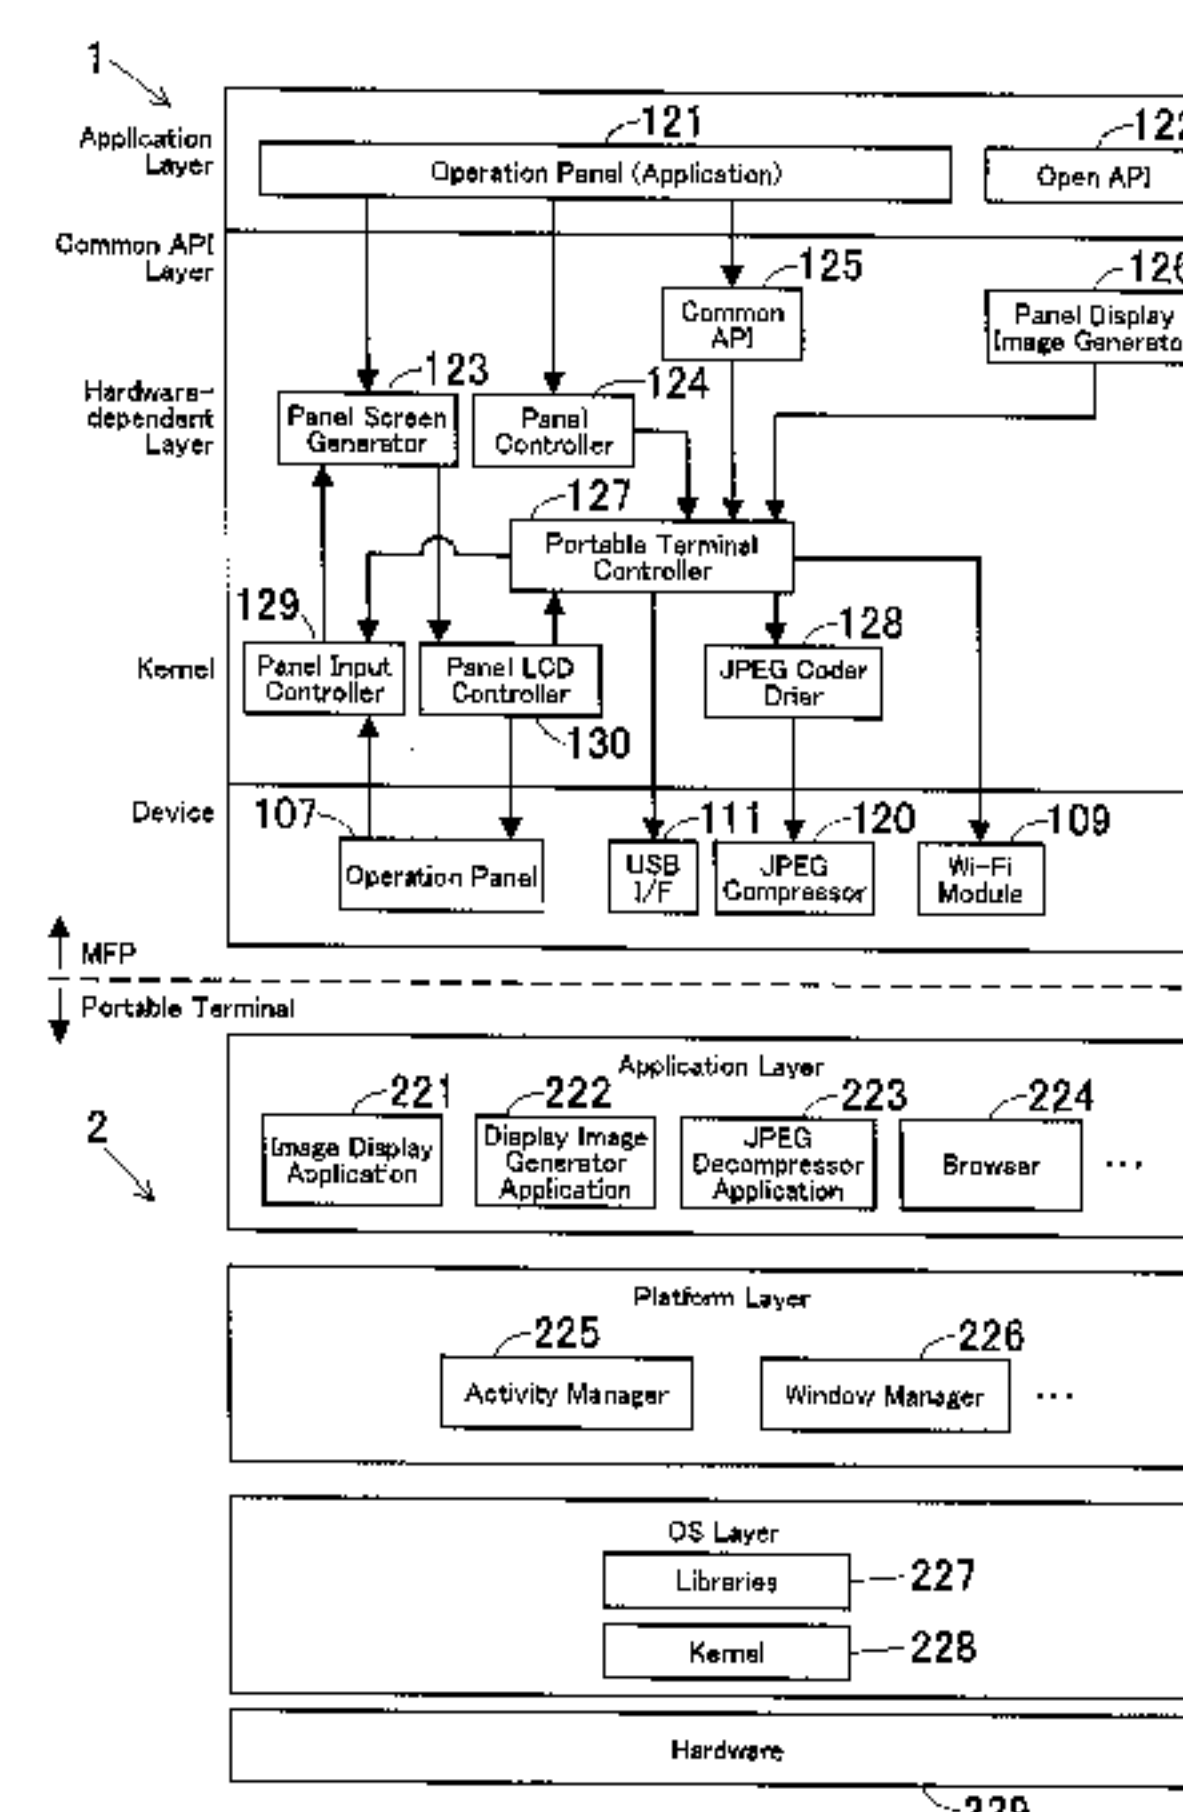 1
Application
Layer
121
Operation Panel (Application)
Open API
Common API
Layer
125
Common
API
Panel Display
Hardware-
dependent
Layer
123
Panel Screen
Generator
124
Panel
Controller
127
Portable Terminal
Controller
Kernel
129
Panel Input
Controller
Panel LCD
Controller
130
128
JPEG Coder
Drier
Device
107
Operation Panel
111
USB
I/F
120
JPEG
Compressor
109
Wi-Fi
Module
MFP
Portable Terminal
2
Application Layer
221
Image Display
Application
222
Display Image
Generator
Application
223
JPEG
Decompressor
Application
224
Browser
...
Platform Layer
225
Activity Manager
226
Window Manager
...
OS Layer
Libraries
227
Kernel
228
Hardware